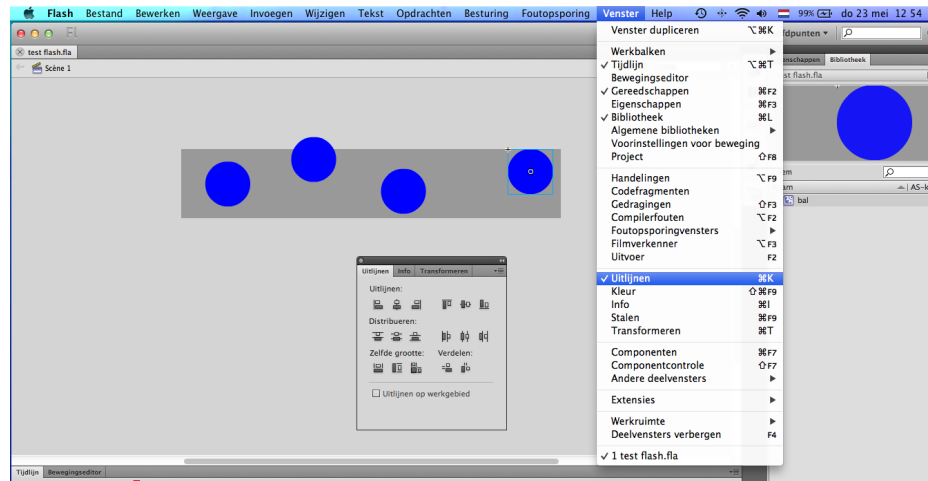 Flash Bestand Bewerken Weergave Invoegen Wijzigen Tekst Opdrachten Besturing Foutopsporing Venster Help 99% do 23 mei 12 54
Fl
test flash.fla
Scène 1
Venster dupliceren ⌥⌘K
Werkbalken
✓ Tijdlijn ⌥⌘T
Bewegingseditor
✓ Gereedschappen ⌘F2
Eigenschappen ⌘F3
✓ Bibliotheek ⌘L
Algemene bibliotheken
Voorinstellingen voor beweging
Project ⇧F8
Handelingen ⌥F9
Codefragmenten
Gedragingen ⇧F3
Compilerfouten ⌥F2
Foutopsporingvensters
Filmverkenner ⌥F3
Uitvoer F2
✓ Uitlijnen ⌘K
Kleur ⇧⌘F9
Info ⌘I
Stalen ⌘F9
Transformeren ⌘T
Componenten ⌘F7
Componentcontrole ⇧F7
Andere deelvensters
Extensies
Werkruimte
Deelvensters verbergen F4
✓ 1 test flash.fla
Bibliotheek
st flash.fla
AS-k
bal
Uitlijnen Info Transformeren
Uitlijnen:
Distribueren:
Zelfde grootte: Verdelen:
Uitlijnen op werkgebied
Tijdlijn Bewegingseditor